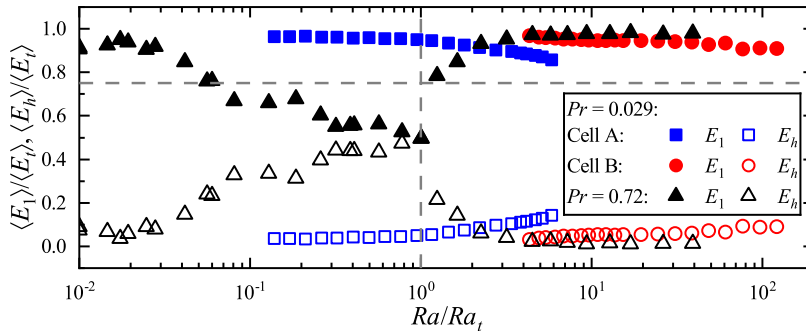 ⟨E₁⟩/⟨Eₜ⟩, ⟨Eₕ⟩/⟨Eₜ⟩
1.0
0.8
0.6
0.4
0.2
0.0
Pr = 0.029:
Cell A: E₁ Eₕ
Cell B: E₁ Eₕ
Pr = 0.72: E₁ Eₕ
10⁻² 10⁻¹ 10⁰ 10¹ 10²
Ra/Raₜ